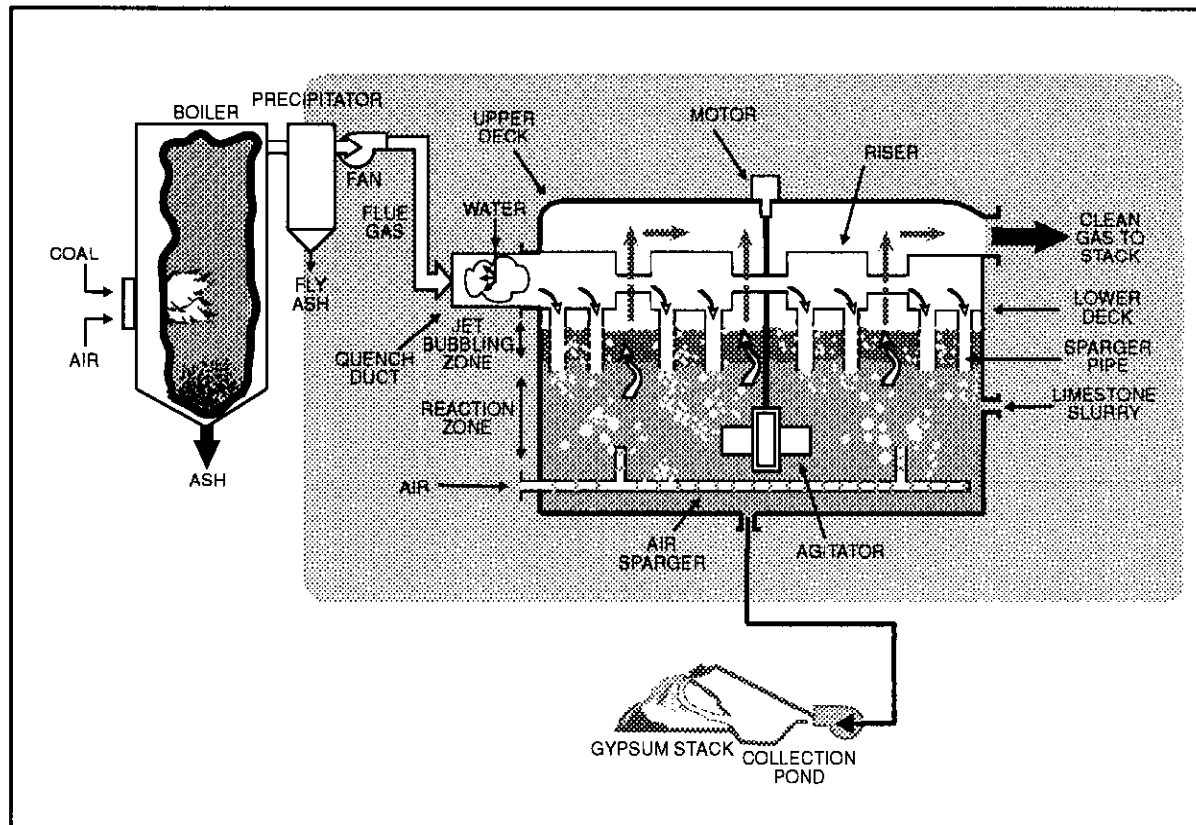 BOILER
PRECIPITATOR
UPPER
DECK
MOTOR
RISER
FAN
WATER
FLUE
GAS
CLEAN
GAS TO
STACK
COAL
FLY
ASH
LOWER
DECK
AIR
JET
BUBBLING
ZONE
QUENCH
DUCT
SPARGER
PIPE
REACTION
ZONE
LIMESTONE
SLURRY
ASH
AIR
AIR
SPARGER
AGITATOR
GYPSUM STACK
COLLECTION
POND